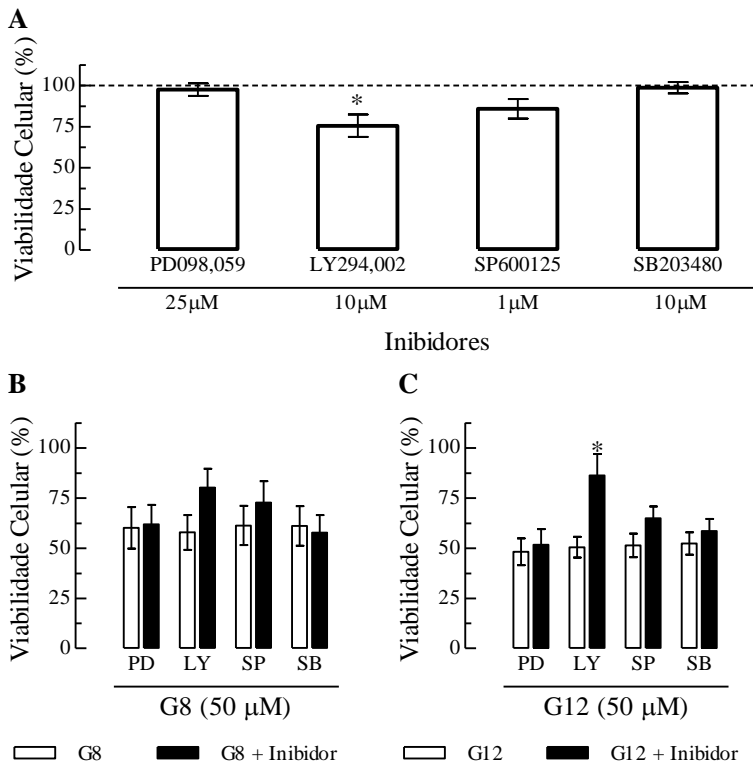 A
Viabilidade Celular (%)
100
75
50
25
0
*
PD098,059 LY294,002 SP600125 SB203480
25μM 10μM 1μM 10μM
Inibidores
B
Viabilidade Celular (%)
100
75
50
25
0
PD LY SP SB
G8 (50 μM)
G8 G8 + Inibidor
C
Viabilidade Celular (%)
100
75
50
25
0
*
PD LY SP SB
G12 (50 μM)
G12 G12 + Inibidor